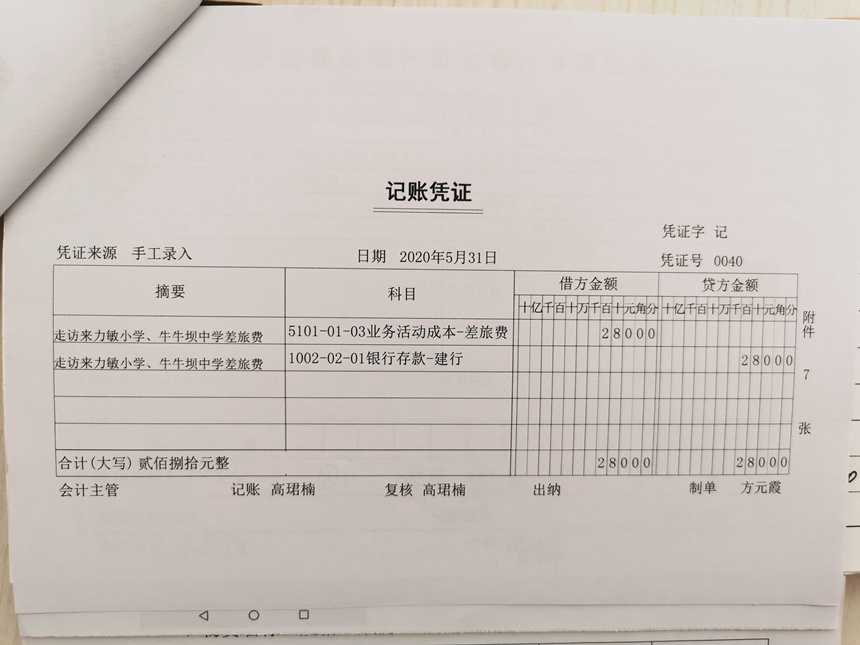 记账凭证
凭证字 记
凭证来源 手工录入 日期 2020年5月31日 凭证号 0040
摘要 科目 借方金额 贷方金额
十亿千百十万千百十元角分 十亿千百十万千百十元角分
走访来力敏小学、牛牛坝中学差旅费 5101-01-03业务活动成本-差旅费 28000
走访来力敏小学、牛牛坝中学差旅费 1002-02-01银行存款-建行 28000
合计(大写) 贰佰捌拾元整 28000 28000
附件 7 张
会计主管 记账 高珺楠 复核 高珺楠 出纳 制单 方元霞